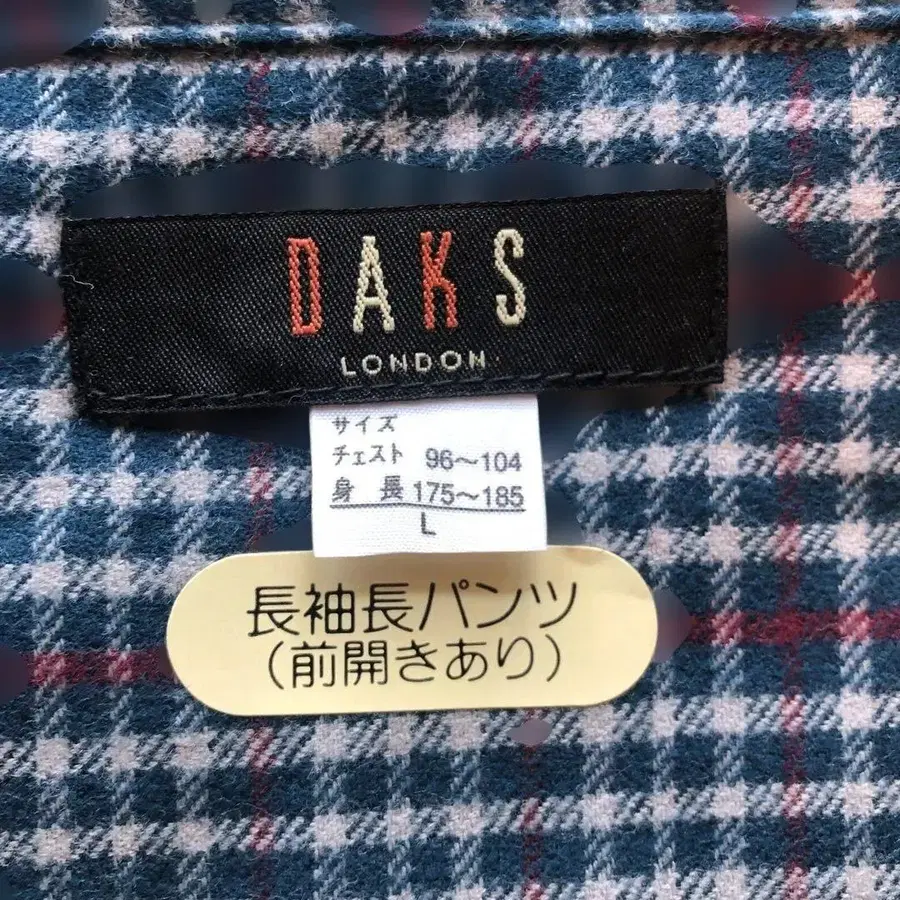 DAKS
LONDON
サイズ
チェスト 96〜104
身長 175〜185
L
長袖長パンツ
(前開きあり)